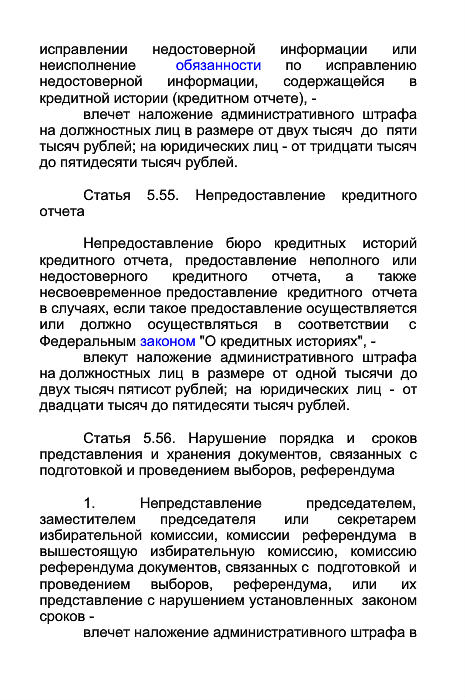 исправлении недостоверной информации или
неисполнение обязанности по исправлению
недостоверной информации, содержащейся в
кредитной истории (кредитном отчете), -
влечет наложение административного штрафа
на должностных лиц в размере от двух тысяч до пяти
тысяч рублей; на юридических лиц - от тридцати тысяч
до пятидесяти тысяч рублей.
Статья 5.55. Непредоставление кредитного
отчета
Непредоставление бюро кредитных историй
кредитного отчета, предоставление неполного или
недостоверного кредитного отчета, а также
несвоевременное предоставление кредитного отчета
в случаях, если такое предоставление осуществляется
или должно осуществляться в соответствии с
Федеральным законом "О кредитных историях", -
влекут наложение административного штрафа
на должностных лиц в размере от одной тысячи до
двух тысяч пятисот рублей; на юридических лиц - от
двадцати тысяч до пятидесяти тысяч рублей.
Статья 5.56. Нарушение порядка и сроков
представления и хранения документов, связанных с
подготовкой и проведением выборов, референдума
1. Непредставление председателем,
заместителем председателя или секретарем
избирательной комиссии, комиссии референдума в
вышестоящую избирательную комиссию, комиссию
референдума документов, связанных с подготовкой и
проведением выборов, референдума, или их
представление с нарушением установленных законом
сроков -
влечет наложение административного штрафа в